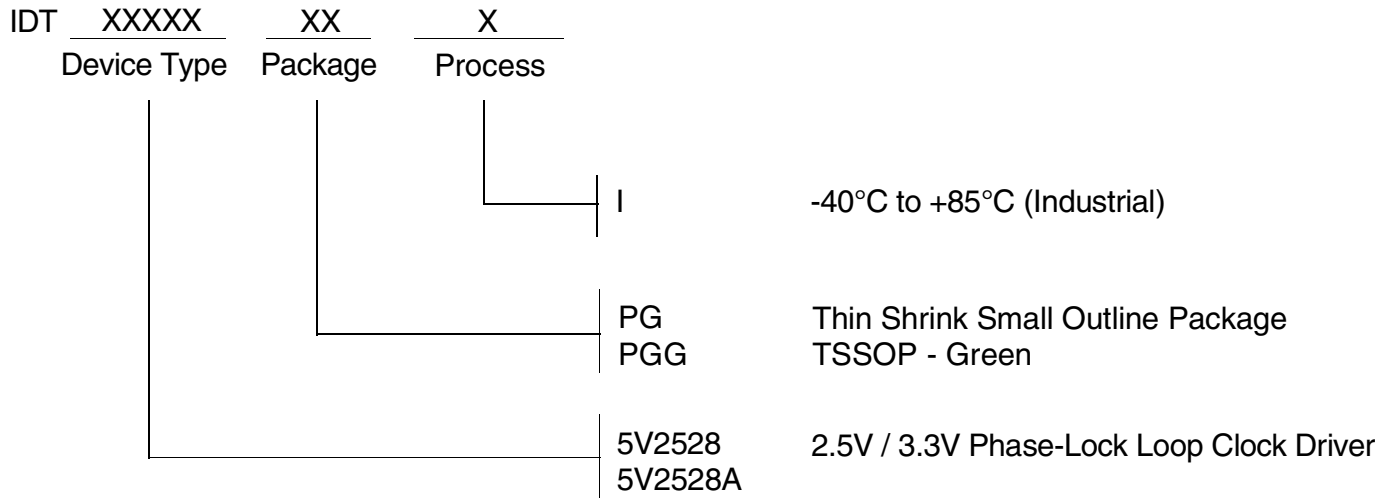 IDT XXXXX XX X
Device Type Package Process
I -40°C to +85°C (Industrial)
PG Thin Shrink Small Outline Package
PGG TSSOP - Green
5V2528 2.5V / 3.3V Phase-Lock Loop Clock Driver
5V2528A